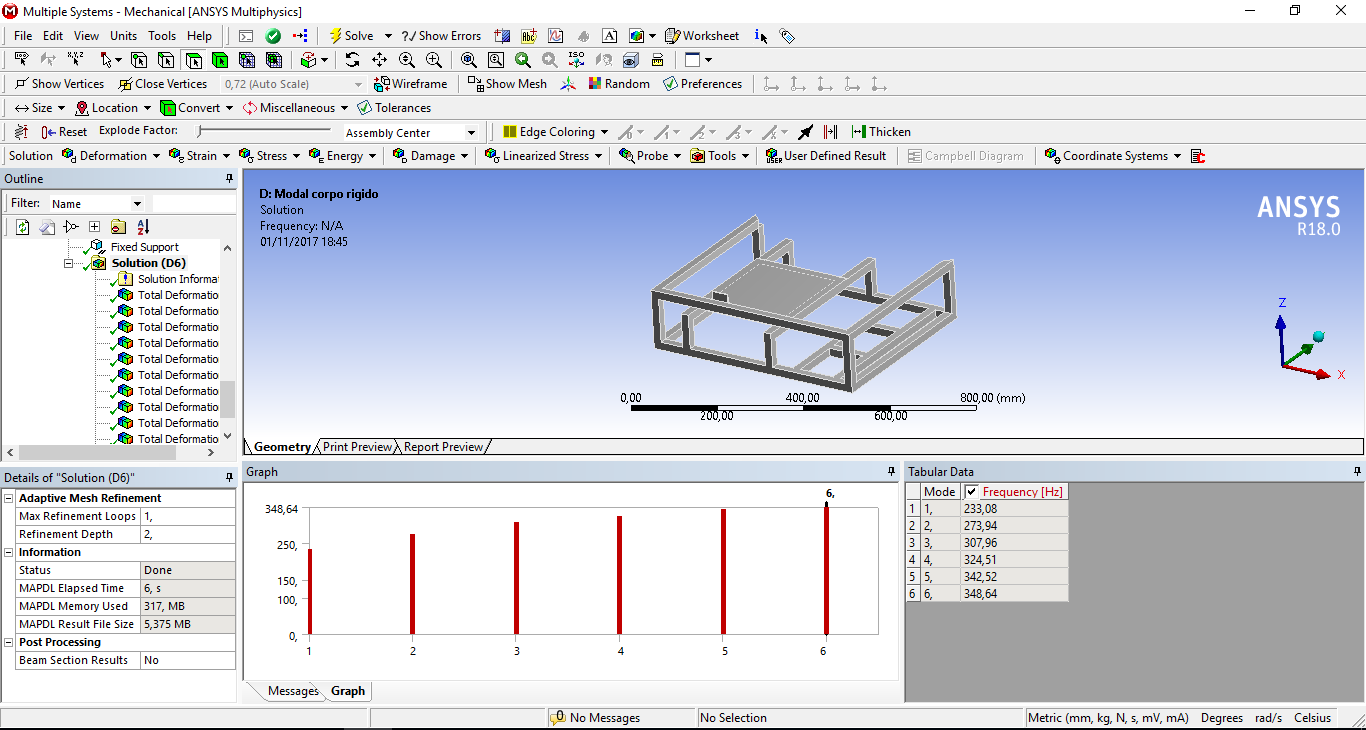 Multiple Systems - Mechanical [ANSYS Multiphysics]
File Edit View Units Tools Help Solve ?/ Show Errors Worksheet
Show Vertices Close Vertices 0,72 (Auto Scale) Wireframe Show Mesh Random Preferences
Size Location Convert Miscellaneous Tolerances
Reset Explode Factor: Assembly Center Edge Coloring Thicken
Solution Deformation Strain Stress Energy Damage Linearized Stress Probe Tools User Defined Result Campbell Diagram Coordinate Systems
Outline
Filter: Name
Fixed Support
Solution (D6)
Solution Informa
Total Deformatio
Total Deformatio
Total Deformatio
Total Deformatio
Total Deformatio
Total Deformatio
Total Deformatio
Total Deformatio
Total Deformatio
Total Deformatio
D: Modal corpo rigido
Solution
Frequency: N/A
01/11/2017 18:45
ANSYS
R18.0
Z
X
0,00 400,00 800,00 (mm)
200,00 600,00
Geometry Print Preview Report Preview
Details of "Solution (D6)"
Adaptive Mesh Refinement
Max Refinement Loops 1,
Refinement Depth 2,
Information
Status Done
MAPDL Elapsed Time 6, s
MAPDL Memory Used 317, MB
MAPDL Result File Size 5,375 MB
Post Processing
Beam Section Results No
Graph
6,
348,64
250,
150,
100,
0,
1 2 3 4 5 6
Messages Graph
Tabular Data
Mode Frequency [Hz]
1 1, 233,08
2 2, 273,94
3 3, 307,96
4 4, 324,51
5 5, 342,52
6 6, 348,64
0 No Messages No Selection Metric (mm, kg, N, s, mV, mA) Degrees rad/s Celsius